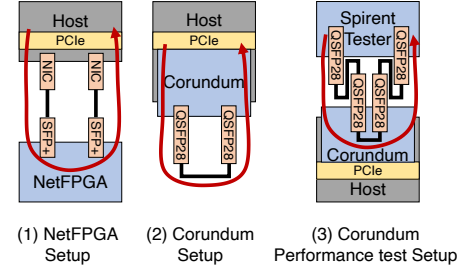 Host
PCIe
NIC
NIC
SFP+
SFP+
NetFPGA
(1) NetFPGA
Setup
Host
PCIe
Corundum
QSFP28
QSFP28
(2) Corundum
Setup
Spirent
Tester
QSFP28
QSFP28
QSFP28
QSFP28
Corundum
PCIe
Host
(3) Corundum
Performance test Setup